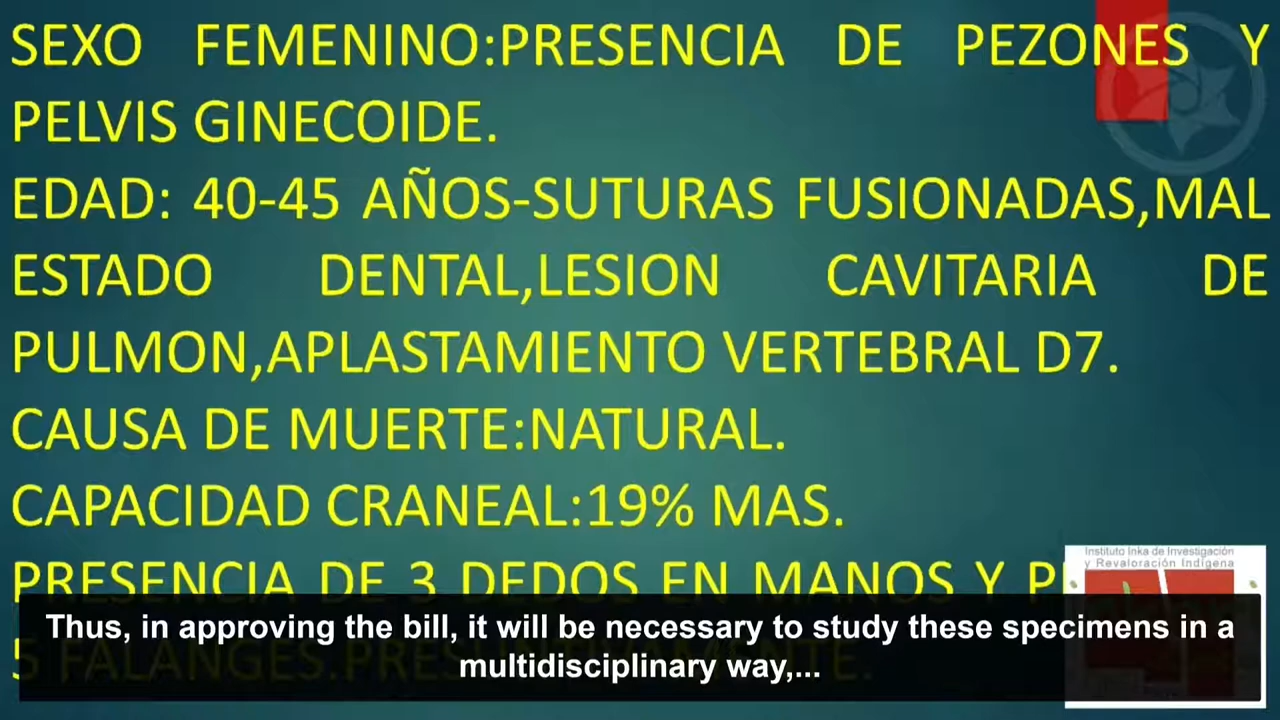 SEXO FEMENINO:PRESENCIA DE PEZONES Y
PELVIS GINECOIDE.
EDAD: 40-45 AÑOS-SUTURAS FUSIONADAS,MAL
ESTADO DENTAL,LESION CAVITARIA DE
PULMON,APLASTAMIENTO VERTEBRAL D7.
CAUSA DE MUERTE:NATURAL.
CAPACIDAD CRANEAL:19% MAS.
PRESENCIA DE 3 DEDOS EN MANOS Y
5 FALANGES.
Instituto Inka de Investigación
y Revaloración Indígena
Thus, in approving the bill, it will be necessary to study these specimens in a
multidisciplinary way,...